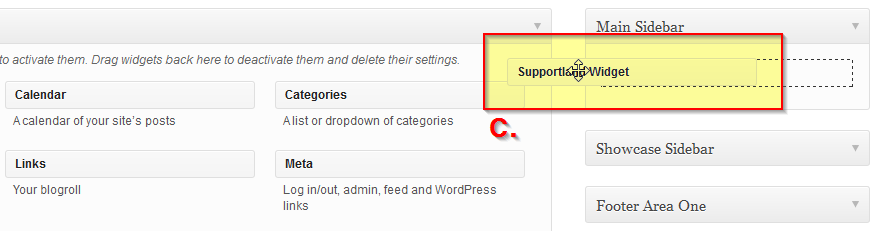 Main Sidebar
to activate them. Drag widgets back here to deactivate them and delete their settings.
Widget
Calendar
Categories
A calendar of your site's posts
A list or dropdown of categories
C.
Links
Meta
Showcase Sidebar
Your blogroll
Log in/out, admin, feed and WordPress
links
Footer Area One